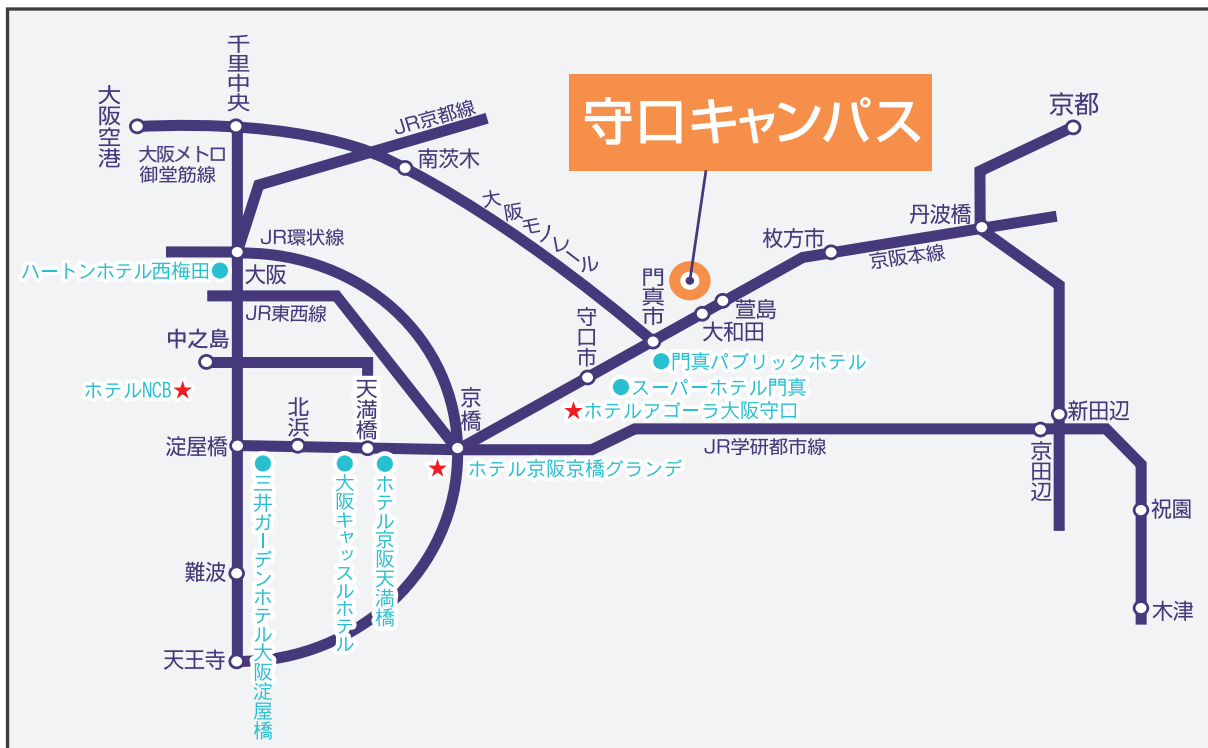 千里中央
大阪空港
大阪メトロ
御堂筋線
JR京都線
南茨木
大阪モノレール
守口キャンパス
京都
丹波橋
枚方市
京阪本線
JR環状線
ハートンホテル西梅田
大阪
JR東西線
門真市
萱島
大和田
守口市
中之島
門真パブリックホテル
スーパーホテル門真
ホテルアゴーラ大阪守口
ホテルNCB★
北浜
天満橋
京橋
淀屋橋
★ホテル京阪京橋グランデ
JR学研都市線
新田辺
京田辺
祝園
木津
三井ガーデンホテル大阪淀屋橋
大阪キャッスルホテル
ホテル京阪天満橋
難波
天王寺